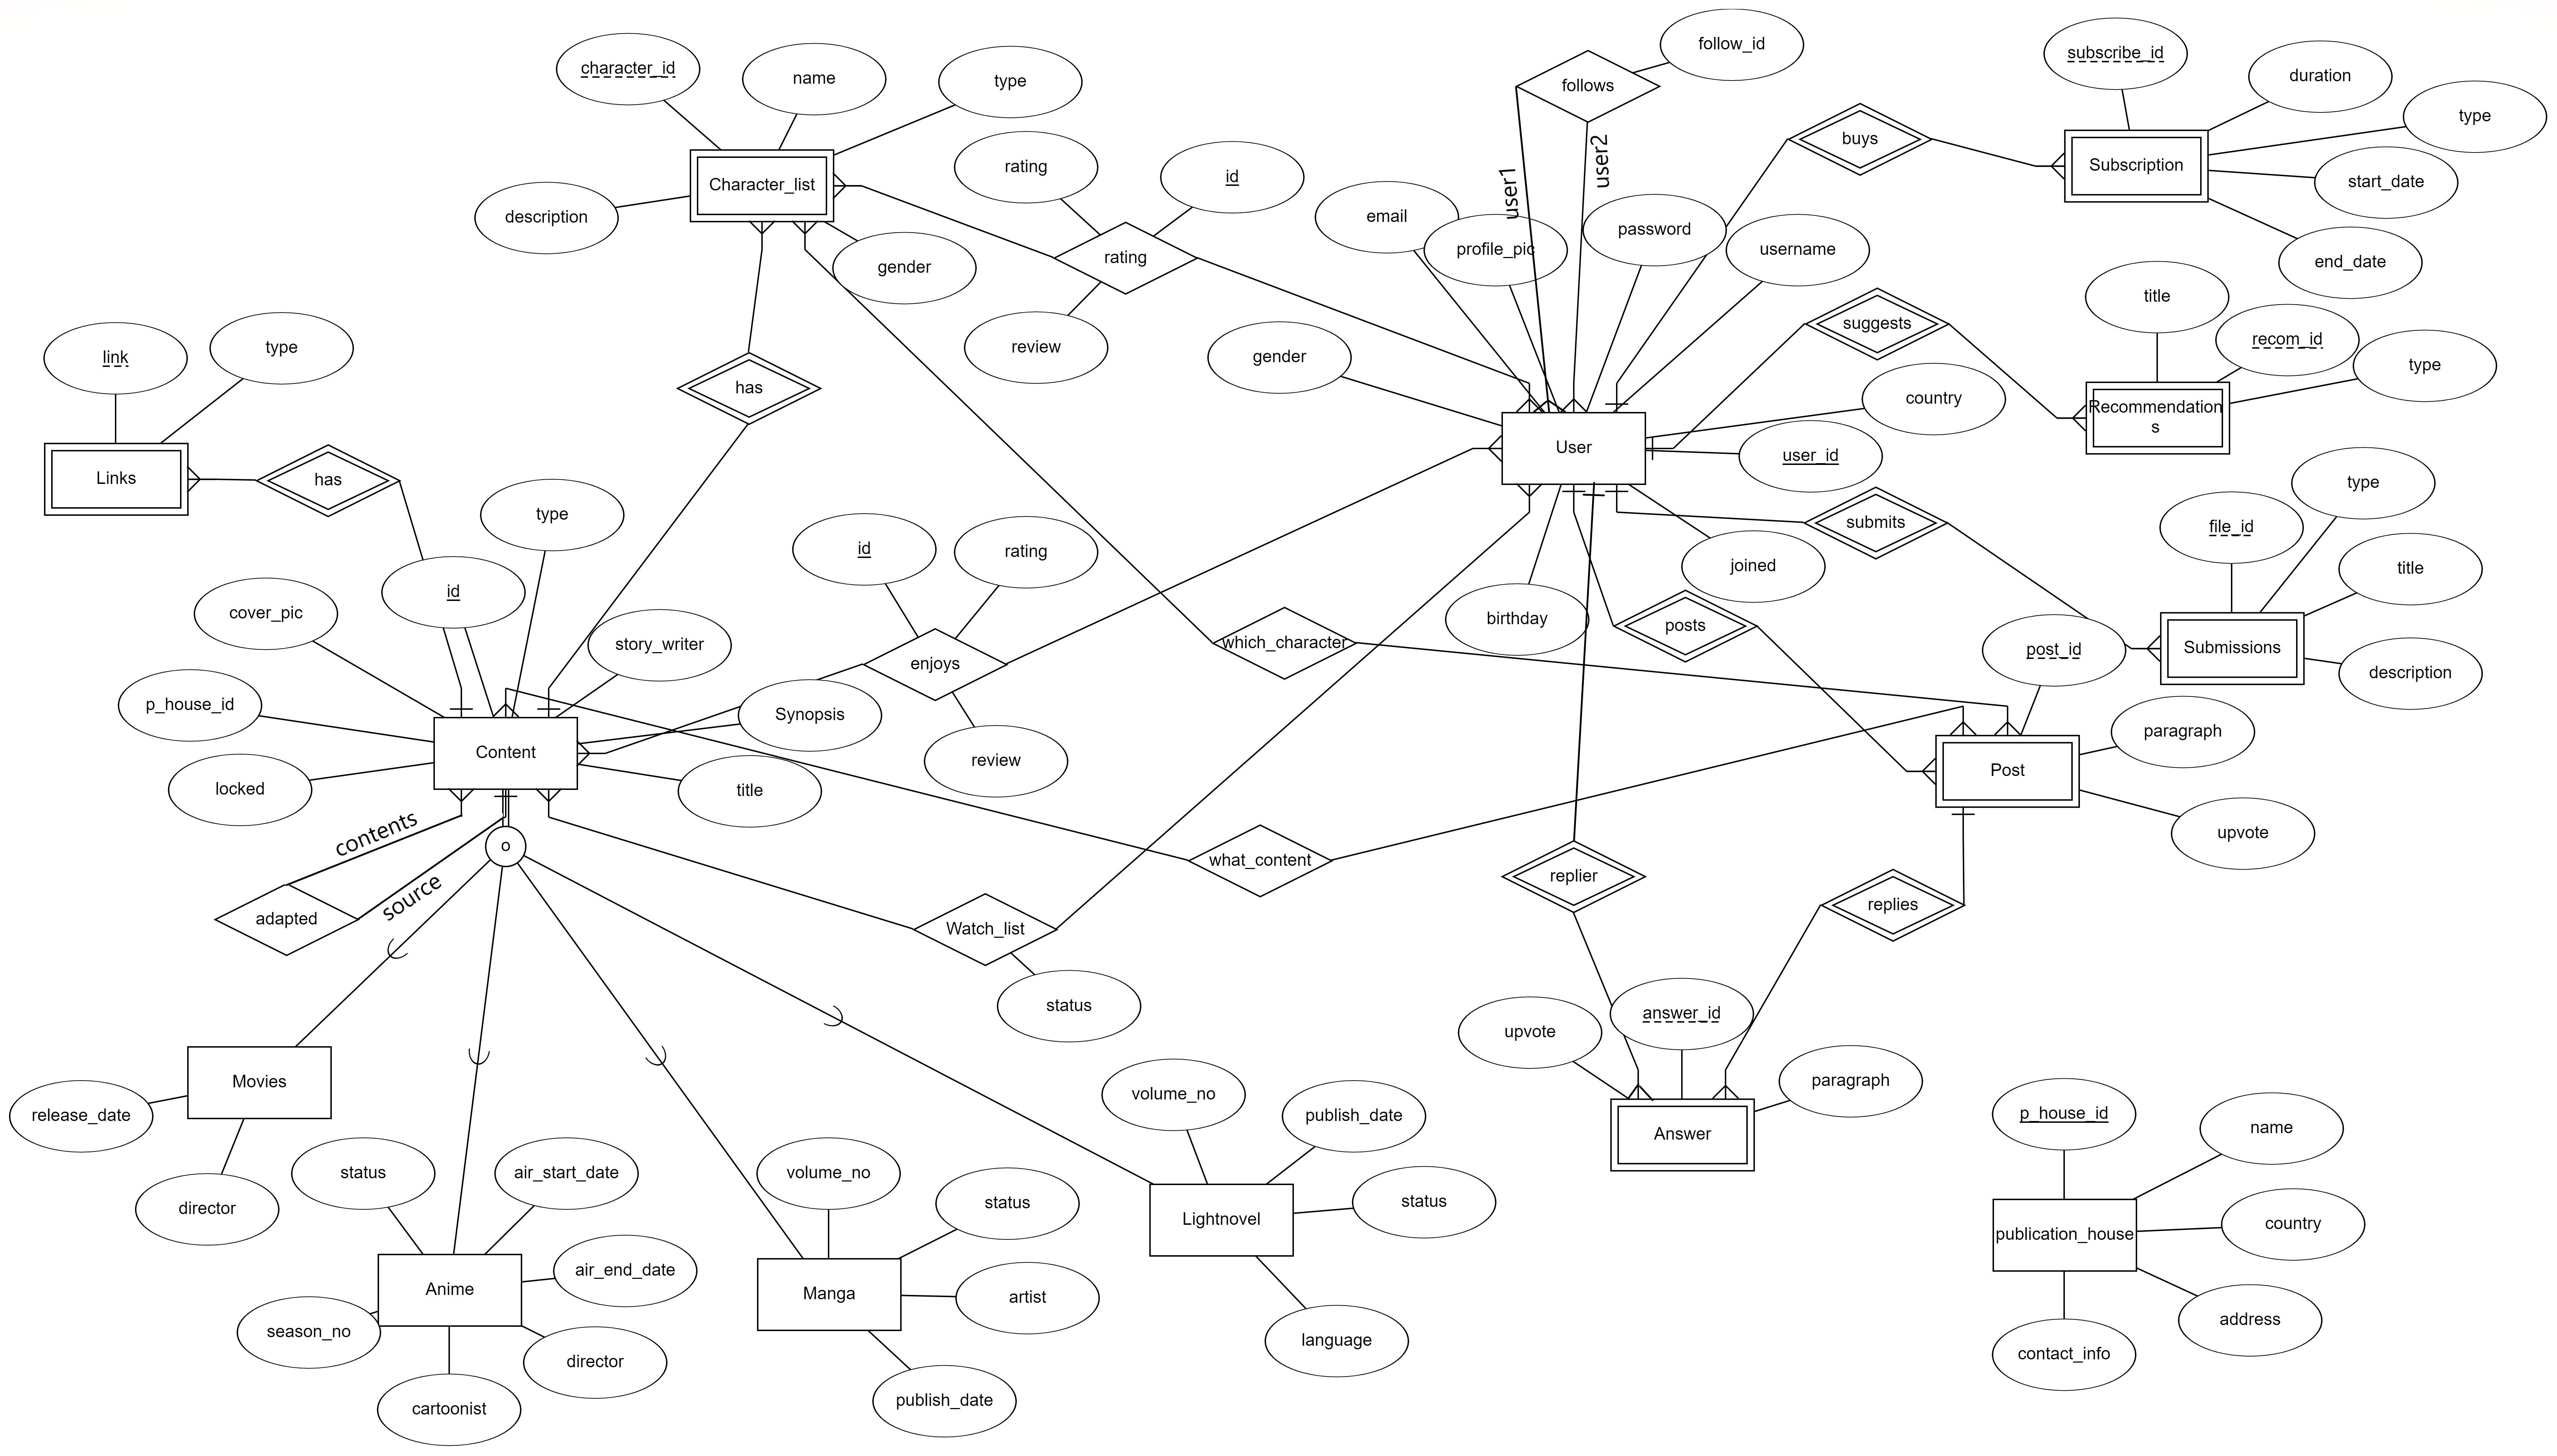 follow_id
character_id
name
type
subscribe_id
duration
type
follows
buys
Subscription
start_date
end_date
Character_list
description
gender
rating
id
rating
review
user1
user2
email
profile_pic
password
username
suggests
title
recom_id
type
Recommendation
s
link
type
has
gender
country
User
user_id
Links
has
type
id
cover_pic
story_writer
id
rating
enjoys
which_character
birthday
joined
posts
submits
file_id
type
title
Submissions
description
post_id
p_house_id
Synopsis
Content
locked
title
review
Post
paragraph
upvote
contents
o
source
adapted
what_content
replier
replies
Watch_list
status
upvote
answer_id
paragraph
Answer
Movies
release_date
director
status
air_start_date
air_end_date
Anime
season_no
director
cartoonist
volume_no
status
Manga
artist
publish_date
volume_no
publish_date
Lightnovel
status
language
p_house_id
name
publication_house
country
address
contact_info